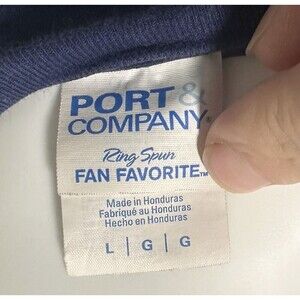 PORT &
COMPANY®
Ring Spun
FAN FAVORITE™
Made in Honduras
Fabriqué au Honduras
Hecho en Honduras
L | G | G